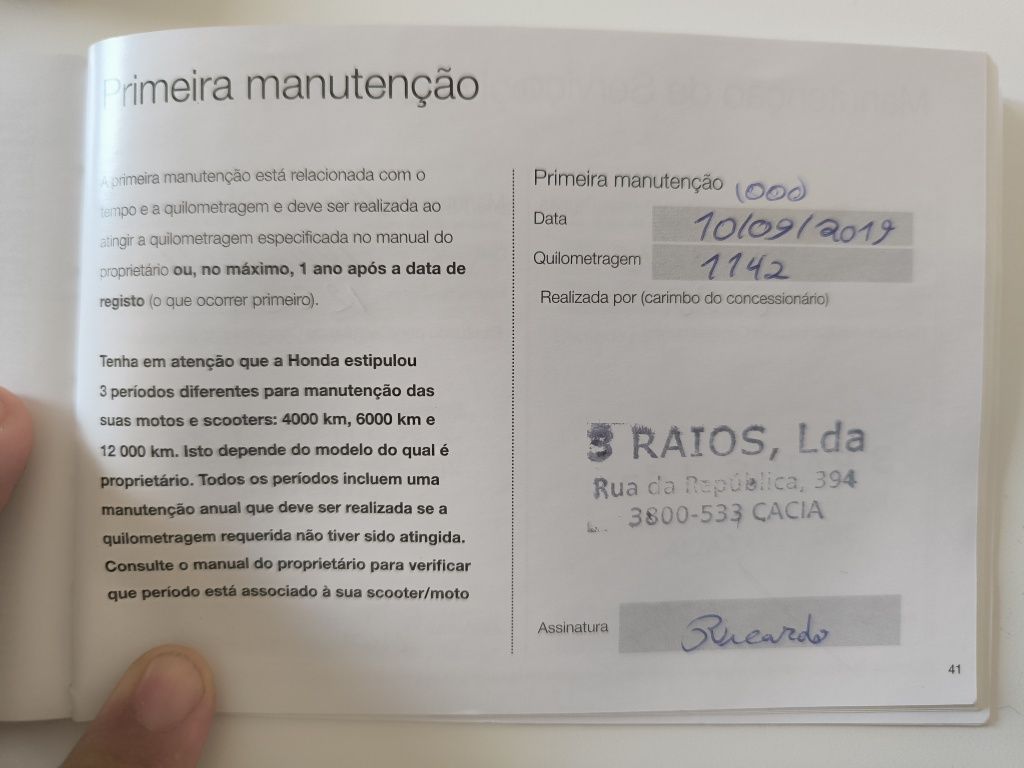 Primeira manutenção
A primeira manutenção está relacionada com o
tempo e a quilometragem e deve ser realizada ao
atingir a quilometragem especificada no manual do
proprietário ou, no máximo, 1 ano após a data de
registo (o que ocorrer primeiro).
Tenha em atenção que a Honda estipulou
3 períodos diferentes para manutenção das
suas motos e scooters: 4000 km, 6000 km e
12 000 km. Isto depende do modelo do qual é
proprietário. Todos os períodos incluem uma
manutenção anual que deve ser realizada se a
quilometragem requerida não tiver sido atingida.
Consulte o manual do proprietário para verificar
que período está associado à sua scooter/moto
Primeira manutenção 1000
Data 10/09/2019
Quilometragem 1142
Realizada por (carimbo do concessionário)
3 RAIOS, Lda
Rua da República, 394
3800-533 CACIA
Assinatura Ricardo
41